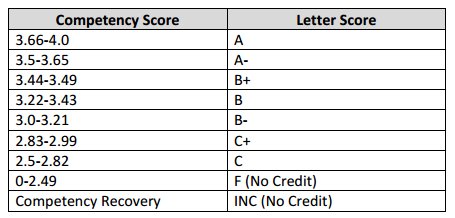 Competency Score Letter Score
3.66-4.0 A
3.5-3.65 A-
3.44-3.49 B+
3.22-3.43 B
3.0-3.21 B-
2.83-2.99 C+
2.5-2.82 C
0-2.49 F (No Credit)
Competency Recovery INC (No Credit)